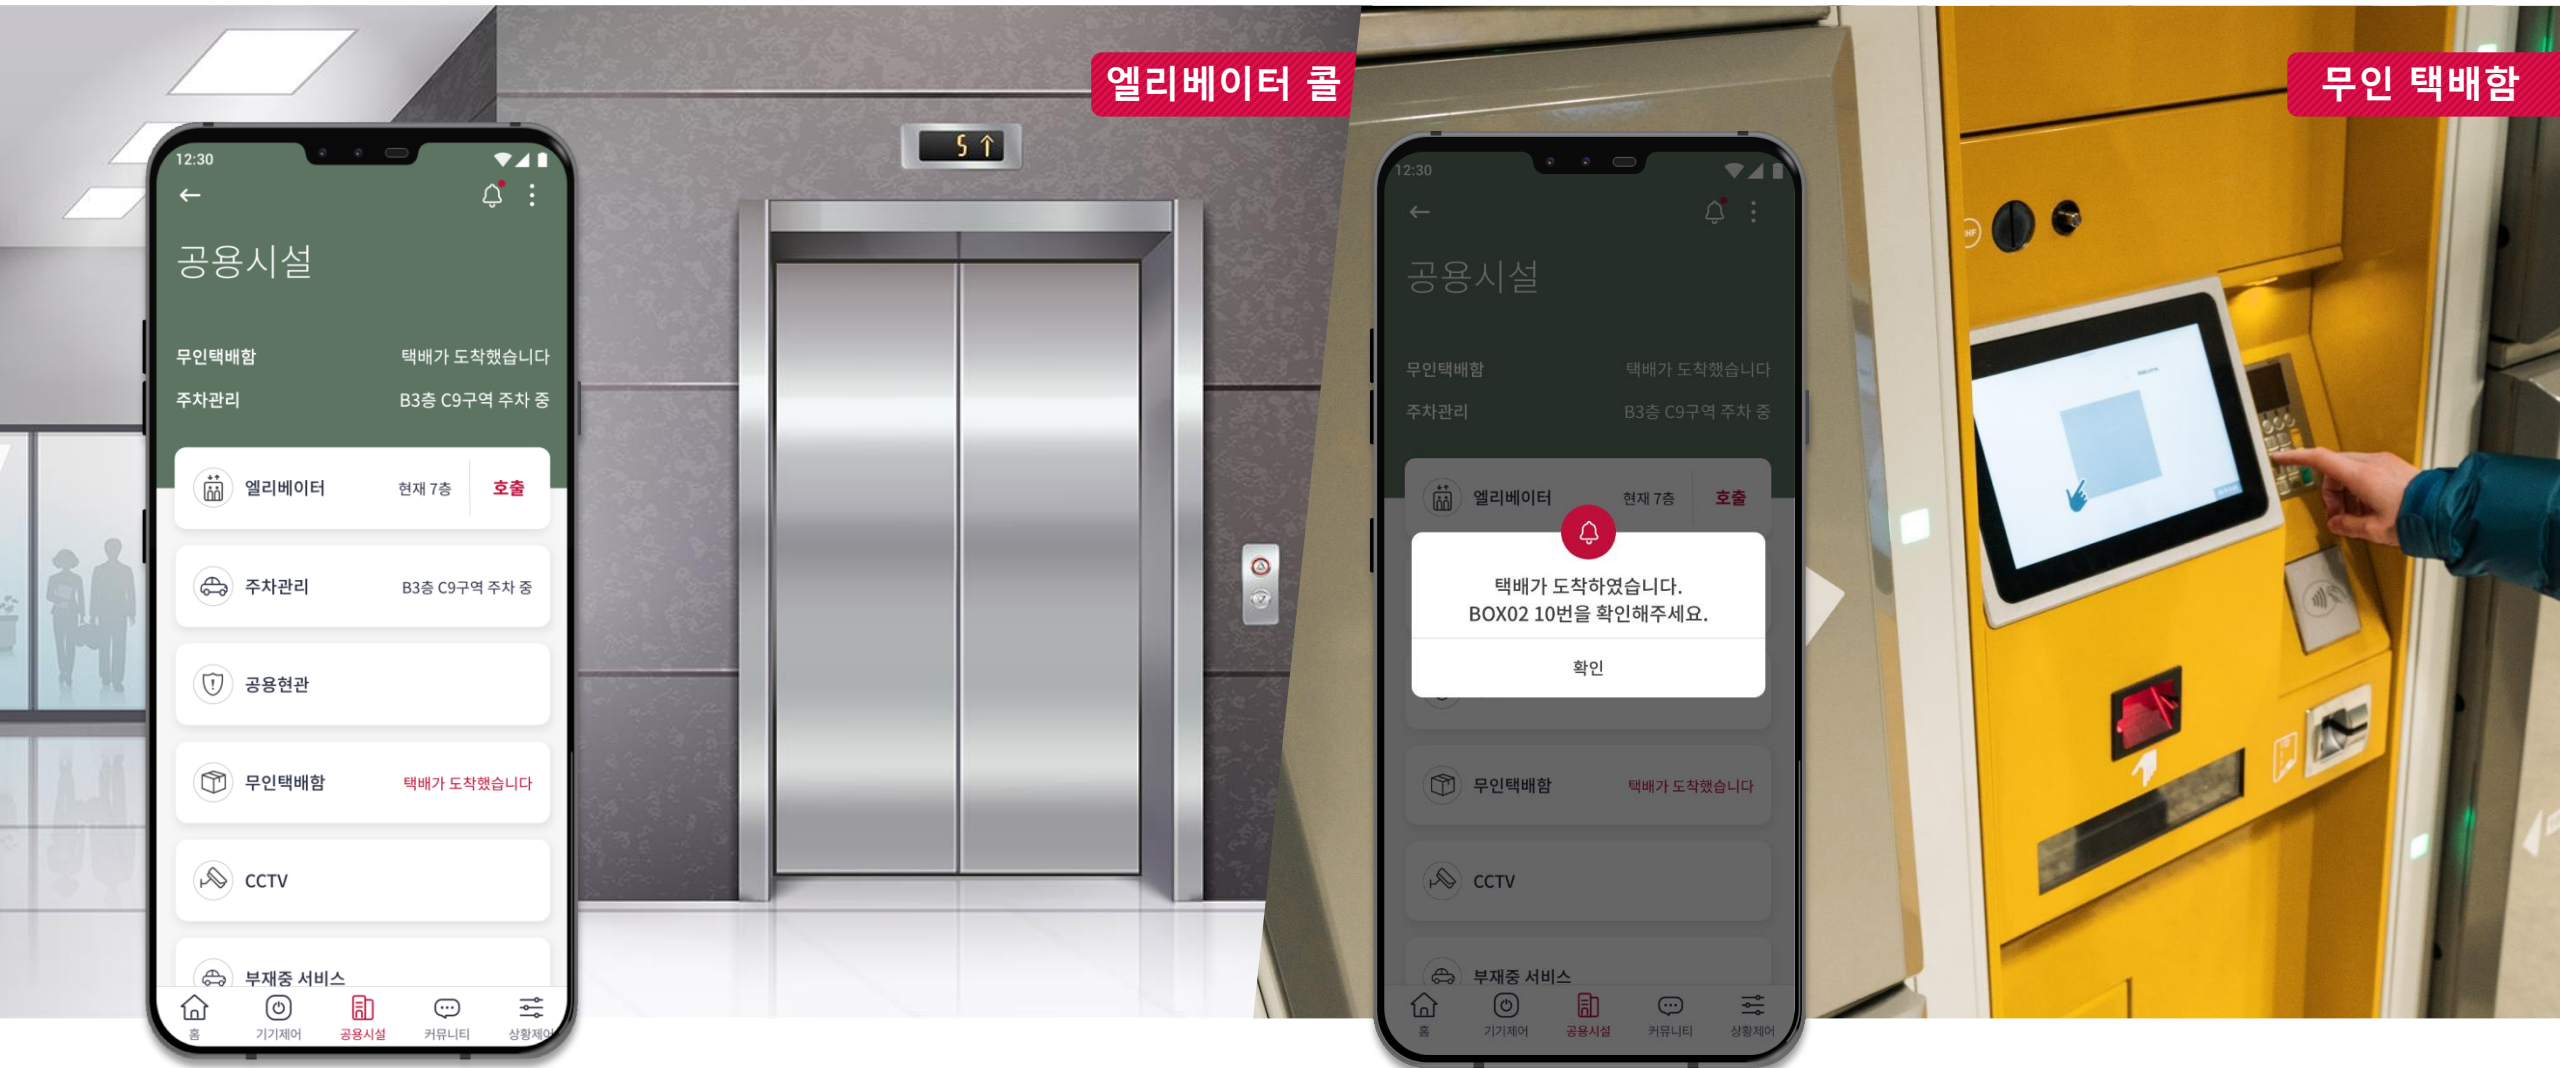 엘리베이터 콜
5
12:30
공용시설
무인택배함 택배가 도착했습니다
주차관리 B3층 C9구역 주차 중
엘리베이터 현재 7층 호출
주차관리 B3층 C9구역 주차 중
공용현관
무인택배함 택배가 도착했습니다
CCTV
부재중 서비스
홈 기기제어 공용시설 커뮤니티 상황제어
무인 택배함
12:30
공용시설
무인택배함 택배가 도착했습니다
주차관리 B3층 C9구역 주차 중
엘리베이터 현재 7층 호출
택배가 도착하였습니다.
BOX02 10번을 확인해주세요.
확인
무인택배함 택배가 도착했습니다
CCTV
부재중 서비스
홈 기기제어 공용시설 커뮤니티 상황제어